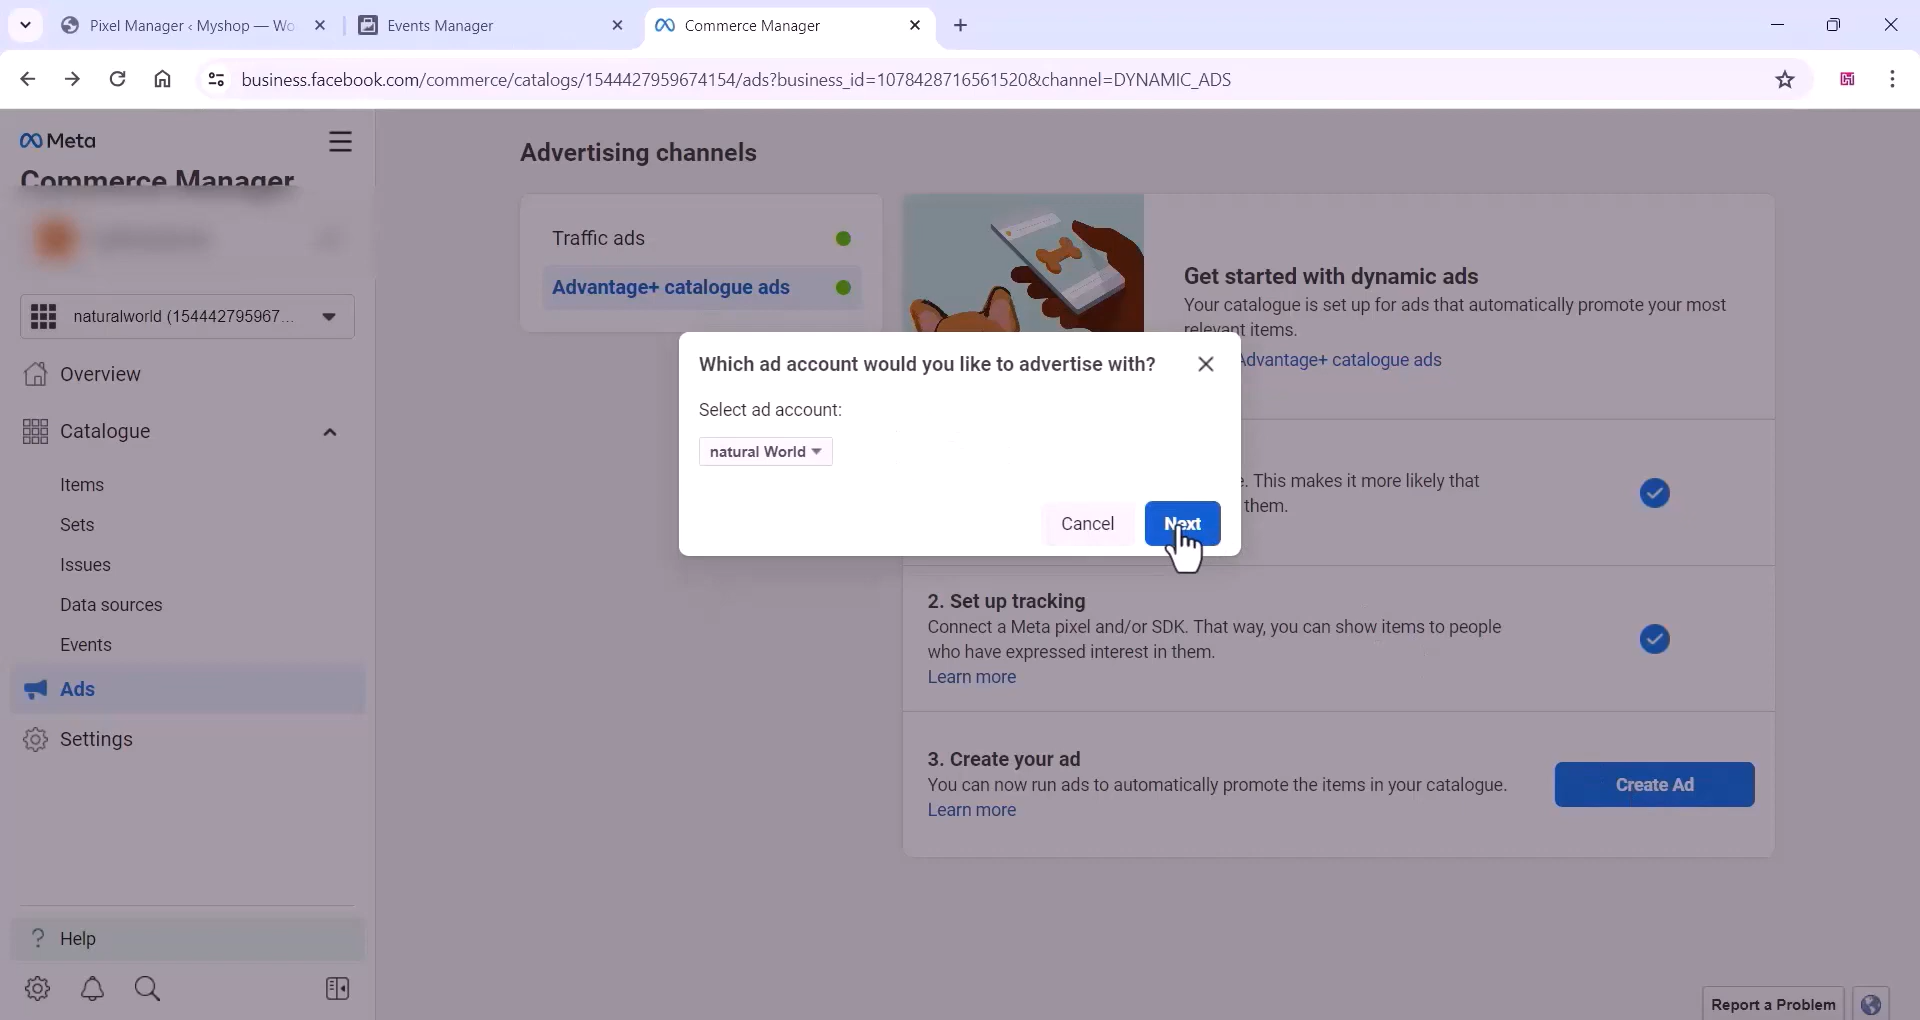 Pixel Manager ‹ Myshop — Wo
Events Manager
Commerce Manager
business.facebook.com/commerce/catalogs/1544427959674154/ads?business_id=1078428716561520&channel=DYNAMIC_ADS
Meta
Commerce Manager
naturalworld (154442795967...
Overview
Catalogue
Items
Sets
Issues
Data sources
Events
Ads
Settings
? Help
Advertising channels
Traffic ads
Advantage+ catalogue ads
Get started with dynamic ads
Your catalogue is set up for ads that automatically promote your most
relevant items.
Advantage+ catalogue ads
Which ad account would you like to advertise with?
Select ad account:
natural World
Cancel
Next
. This makes it more likely that
them.
2. Set up tracking
Connect a Meta pixel and/or SDK. That way, you can show items to people
who have expressed interest in them.
Learn more
3. Create your ad
You can now run ads to automatically promote the items in your catalogue.
Learn more
Create Ad
Report a Problem